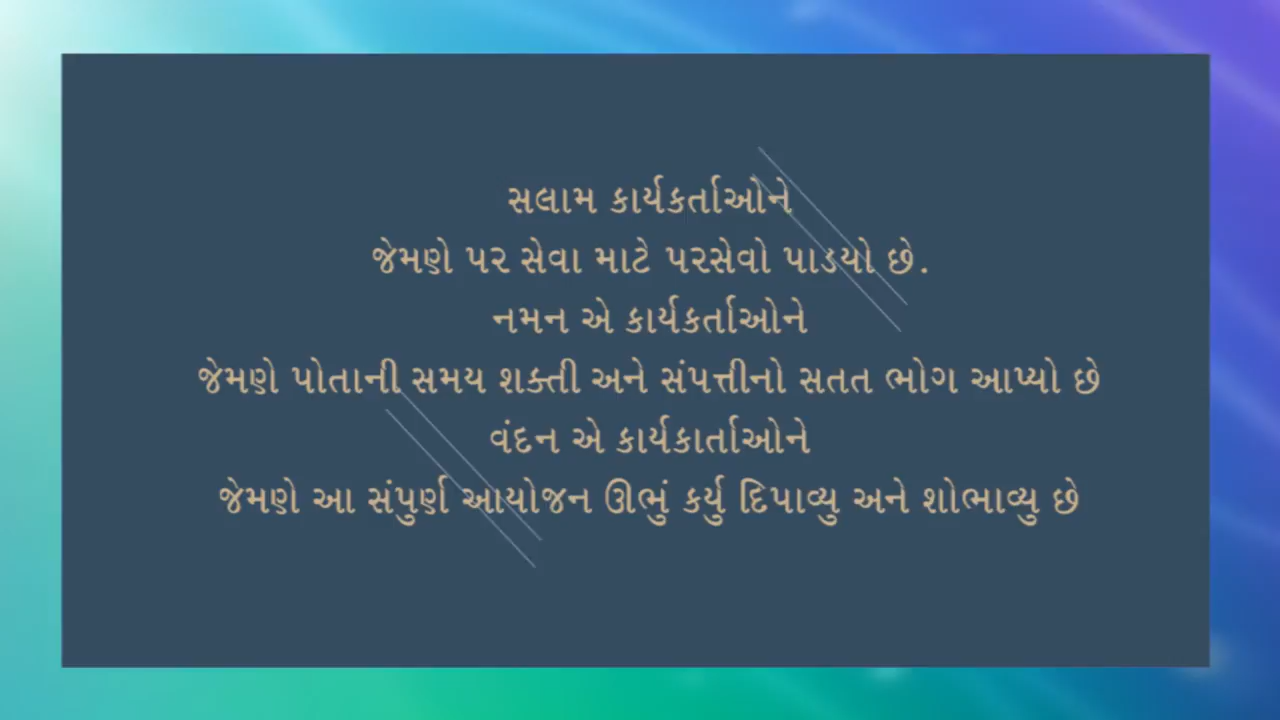 સલામ કાર્યકર્તાઓને
જેમણે પર સેવા માટે પરસેવો પાડયો છે.
નમન એ કાર્યકર્તાઓને
જેમણે પોતાની સમય શક્તી અને સંપત્તીનો સતત ભોગ આપ્યો છે
વંદન એ કાર્યકાર્તાઓને
જેમણે આ સંપુર્ણ આયોજન ઊભું કર્યુ દિપાવ્યુ અને શોભાવ્યુ છે